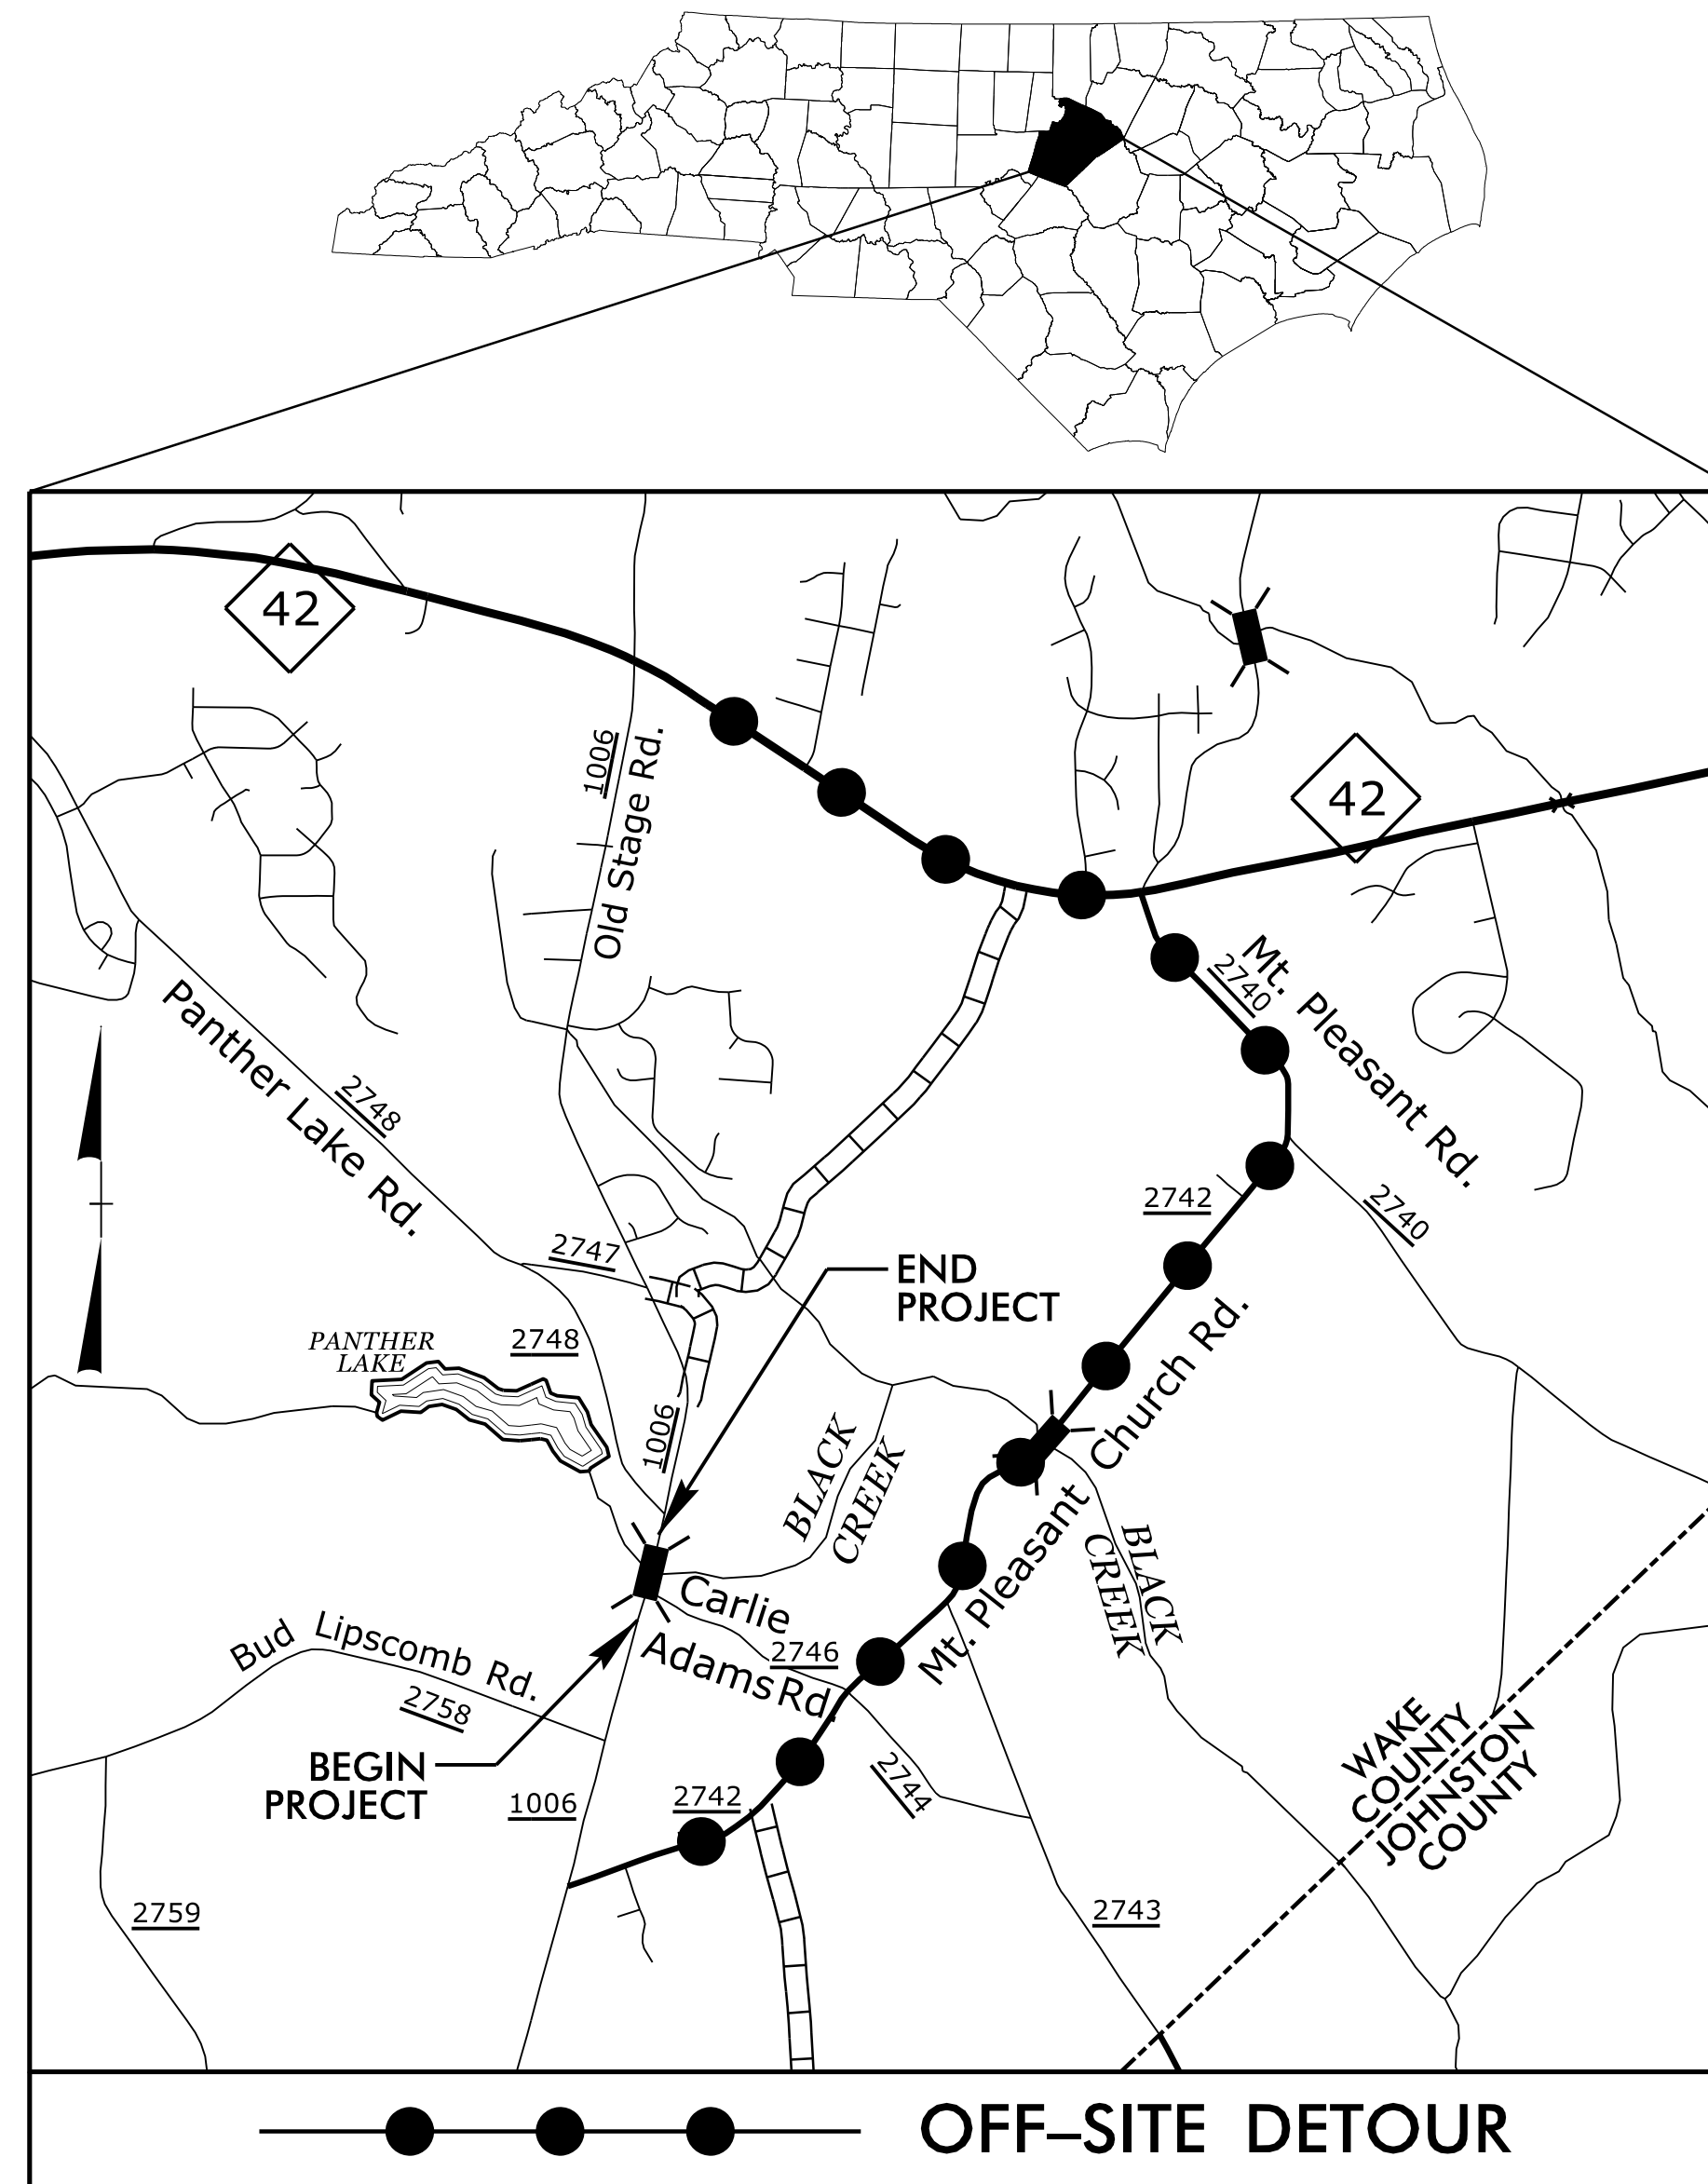 42
1006
Old Stage Rd.
42
Mt. Pleasant Rd.
2740
Panther Lake Rd.
2748
2742
2740
2747
END
PROJECT
PANTHER
LAKE
2748
1006
BLACK
CREEK
Mt. Pleasant Church Rd.
BLACK
CREEK
Carlie
Adams Rd.
2746
Bud Lipscomb Rd.
2758
BEGIN
PROJECT
1006
2742
2744
WAKE
COUNTY
JOHNSTON
COUNTY
2759
2743
OFF–SITE DETOUR